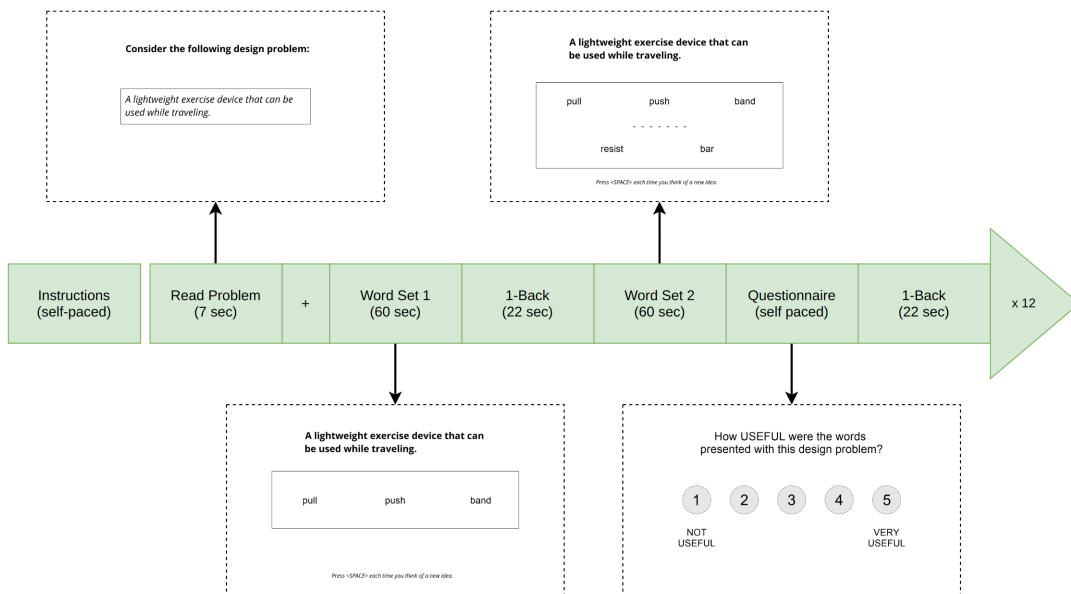 Consider the following design problem:
A lightweight exercise device that can be
used while traveling.
A lightweight exercise device that can
be used while traveling.
pull push band
- - - - - - -
resist bar
Press <SPACE> each time you think of a new idea.
Instructions
(self-paced)
Read Problem
(7 sec)
+
Word Set 1
(60 sec)
1-Back
(22 sec)
Word Set 2
(60 sec)
Questionnaire
(self paced)
1-Back
(22 sec)
x 12
A lightweight exercise device that can
be used while traveling.
pull push band
Press <SPACE> each time you think of a new idea.
How USEFUL were the words
presented with this design problem?
1 2 3 4 5
NOT
USEFUL
VERY
USEFUL